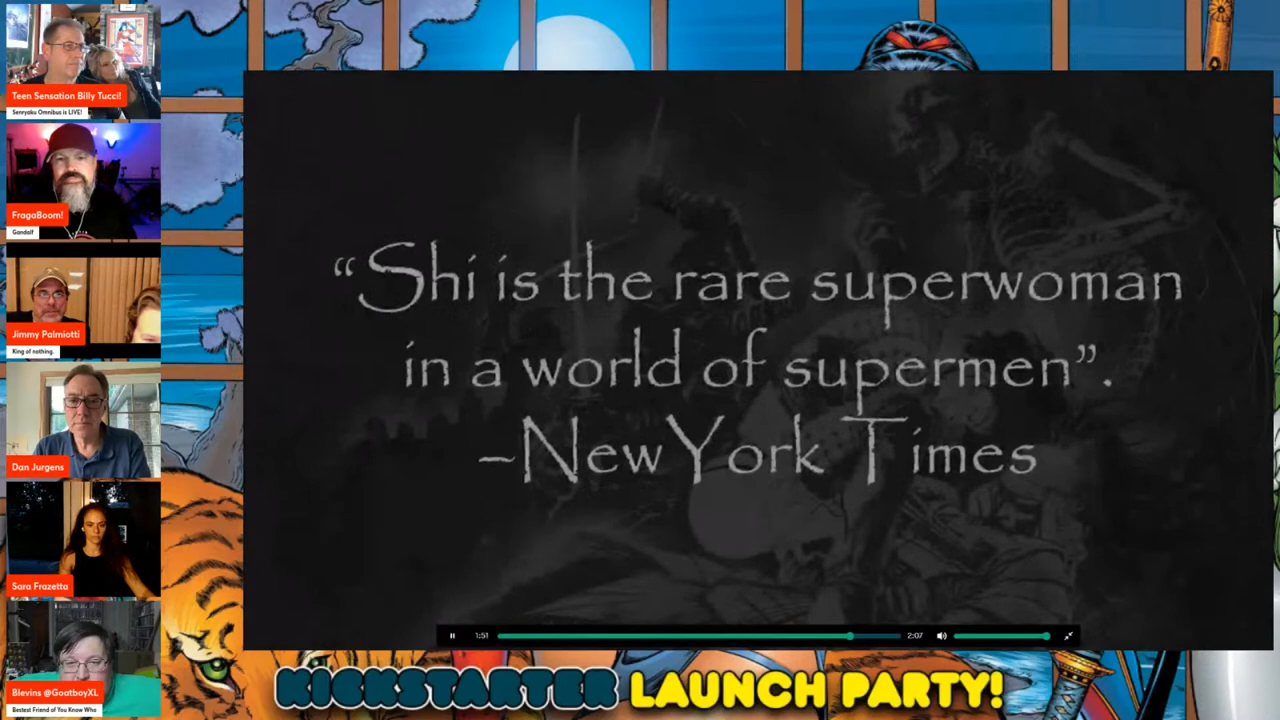 Teen Sensation Billy Tucci!
Senryaku Omnibus is LIVE!
FragaBoom!
Gandalf
Jimmy Palmiotti
King of nothing.
Dan Jurgens
Sara Frazetta
Blevins @GoatboyXL
Bestest Friend of You Know Who
“Shi is the rare superwoman
in a world of supermen”.
–New York Times
1:51
2:07
KICKSTARTER LAUNCH PARTY!